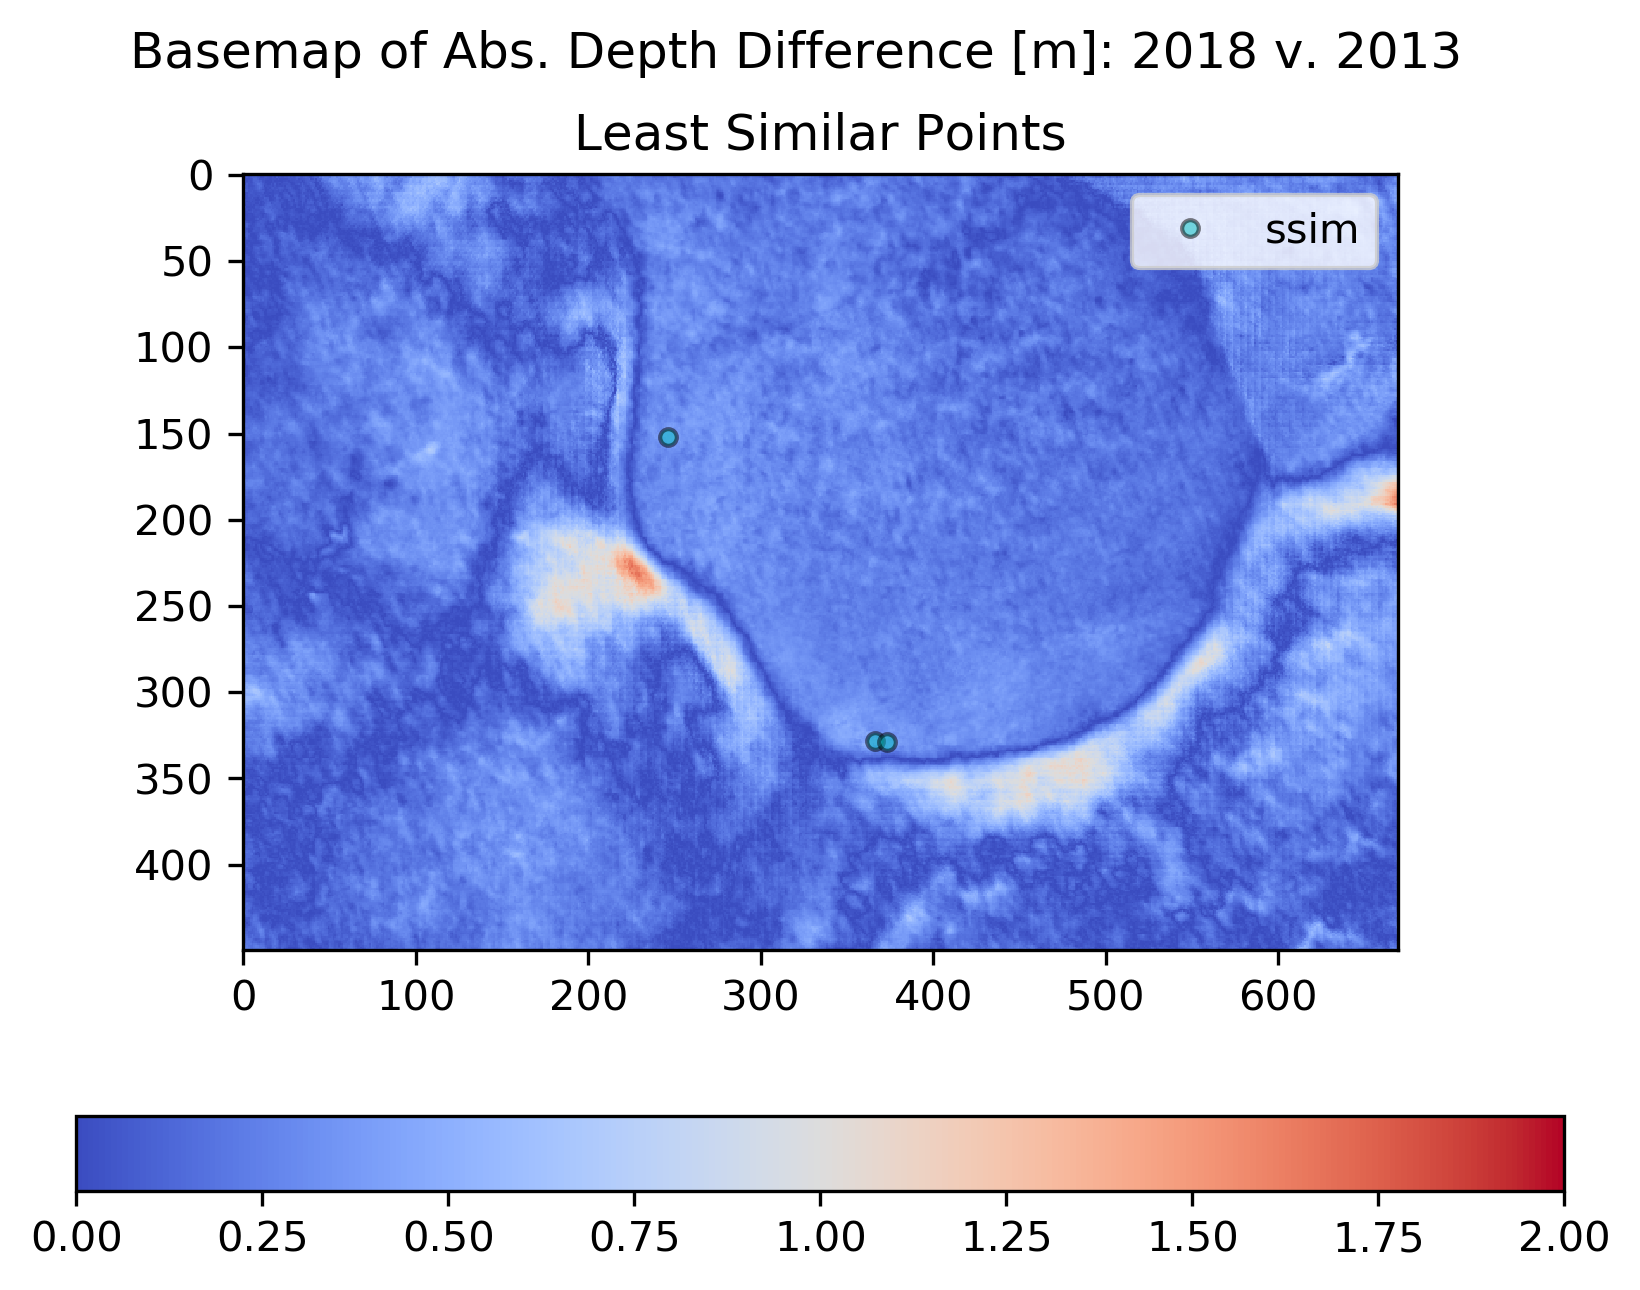 Basemap of Abs. Depth Difference [m]: 2018 v. 2013
Least Similar Points
ssim
0
50
100
150
200
250
300
350
400
0 100 200 300 400 500 600
0.00 0.25 0.50 0.75 1.00 1.25 1.50 1.75 2.00